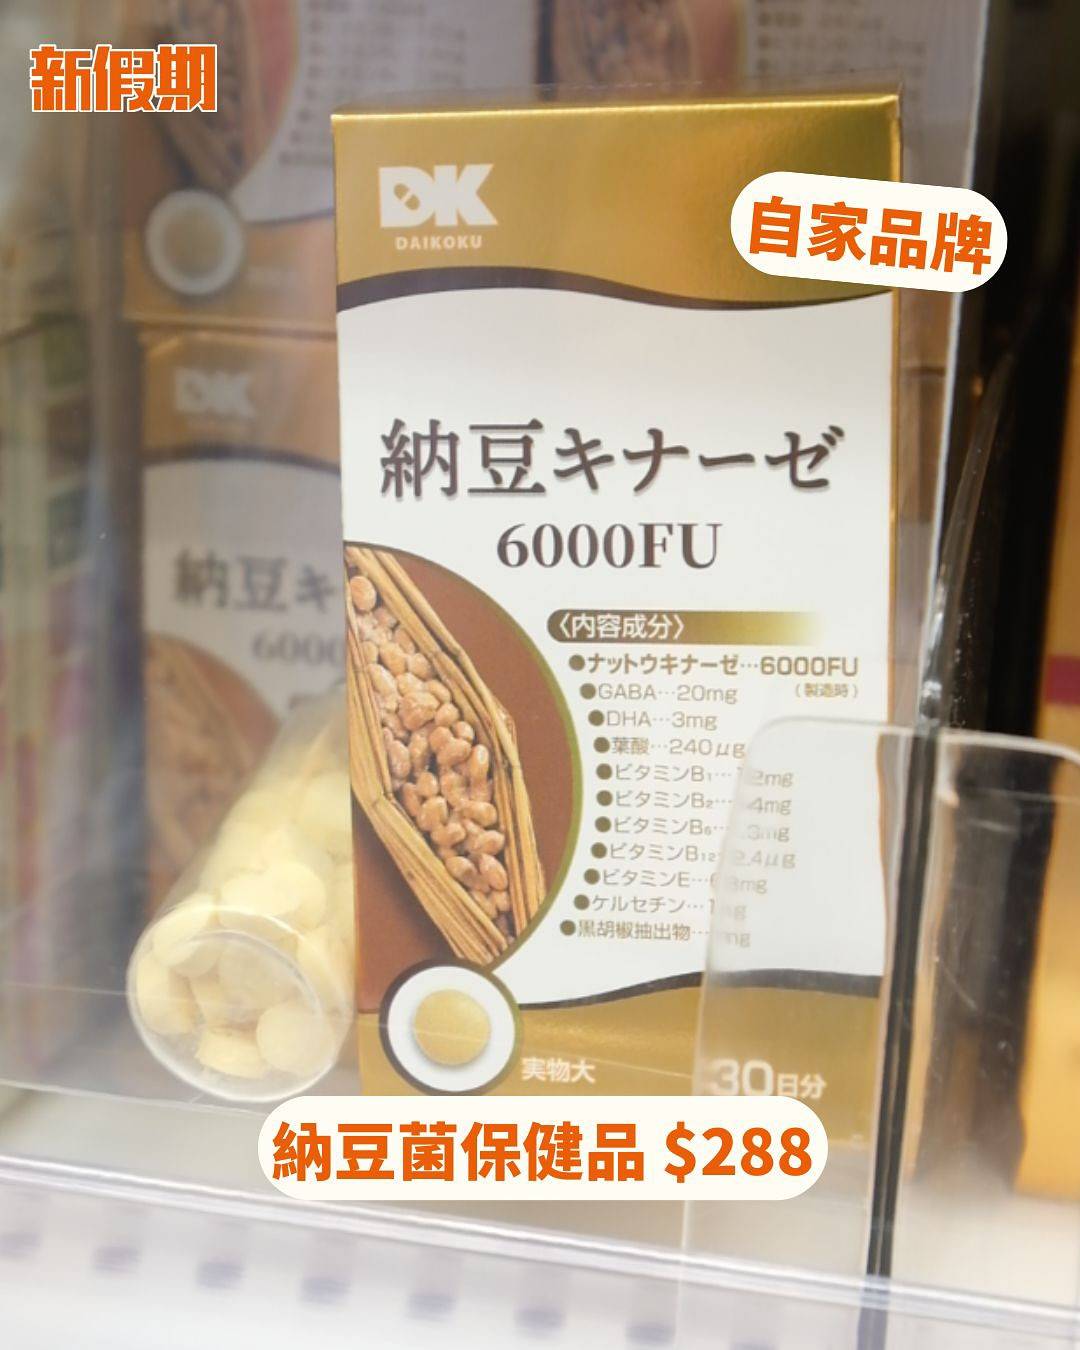 新假期
DK
DAIKOKU
自家品牌
納豆キナーゼ
6000FU
〈内容成分〉
●ナットウキナーゼ…6000FU
(製造時)
●GABA…20mg
●DHA…3mg
●葉酸…240μg
●ビタミンB₁…
●ビタミンB₂…
●ビタミンB₆…
●ビタミンB₁₂
●ビタミンE…
●ケルセチン…
●黒胡椒抽出物…
実物大
30日分
納豆菌保健品 $288
納豆キ